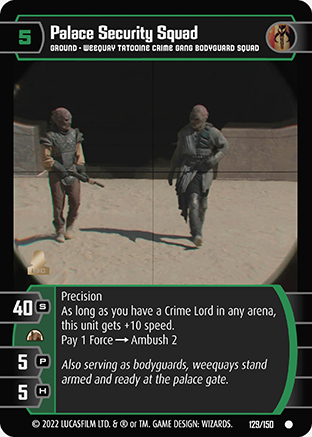 5
Palace Security Squad
GROUND • WEEQUAY TATOOINE CRIME GANG BODYGUARD SQUAD
40 S
5 P
5 H
Precision
As long as you have a Crime Lord in any arena,
this unit gets +10 speed.
Pay 1 Force → Ambush 2
Also serving as bodyguards, weequays stand
armed and ready at the palace gate.
© 2022 LUCASFILM LTD. & ® OR TM. GAME DESIGN: WIZARDS.
129/150